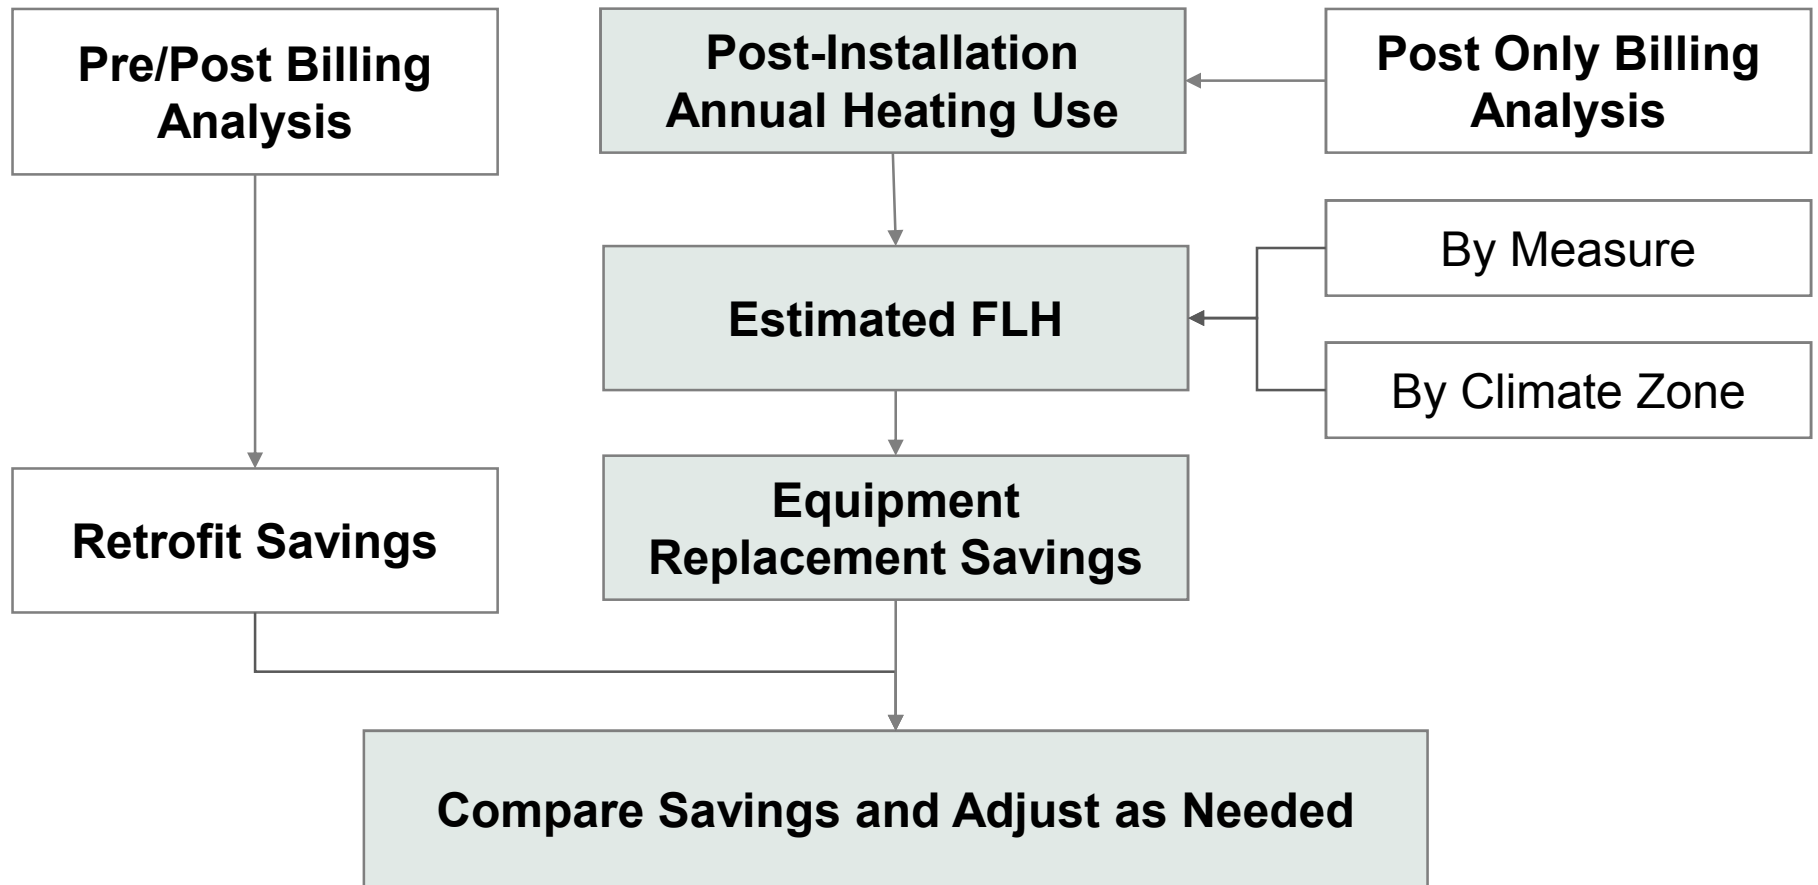 Pre/Post Billing
Analysis
Post-Installation
Annual Heating Use
Post Only Billing
Analysis
By Measure
Estimated FLH
By Climate Zone
Retrofit Savings
Equipment
Replacement Savings
Compare Savings and Adjust as Needed